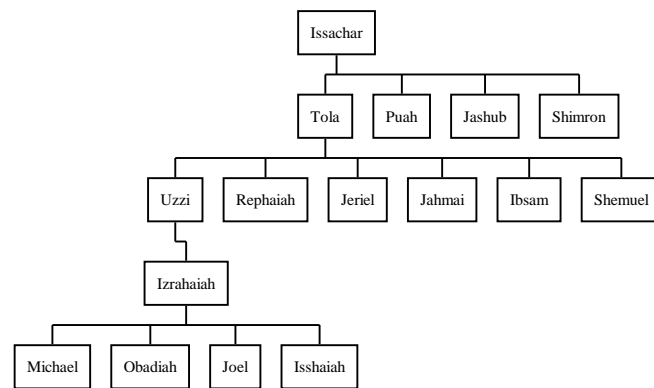 Issachar
Tola Puah Jashub Shimron
Uzzi Rephaiah Jeriel Jahmai Ibsam Shemuel
Izrahaiah
Michael Obadiah Joel Isshaiah